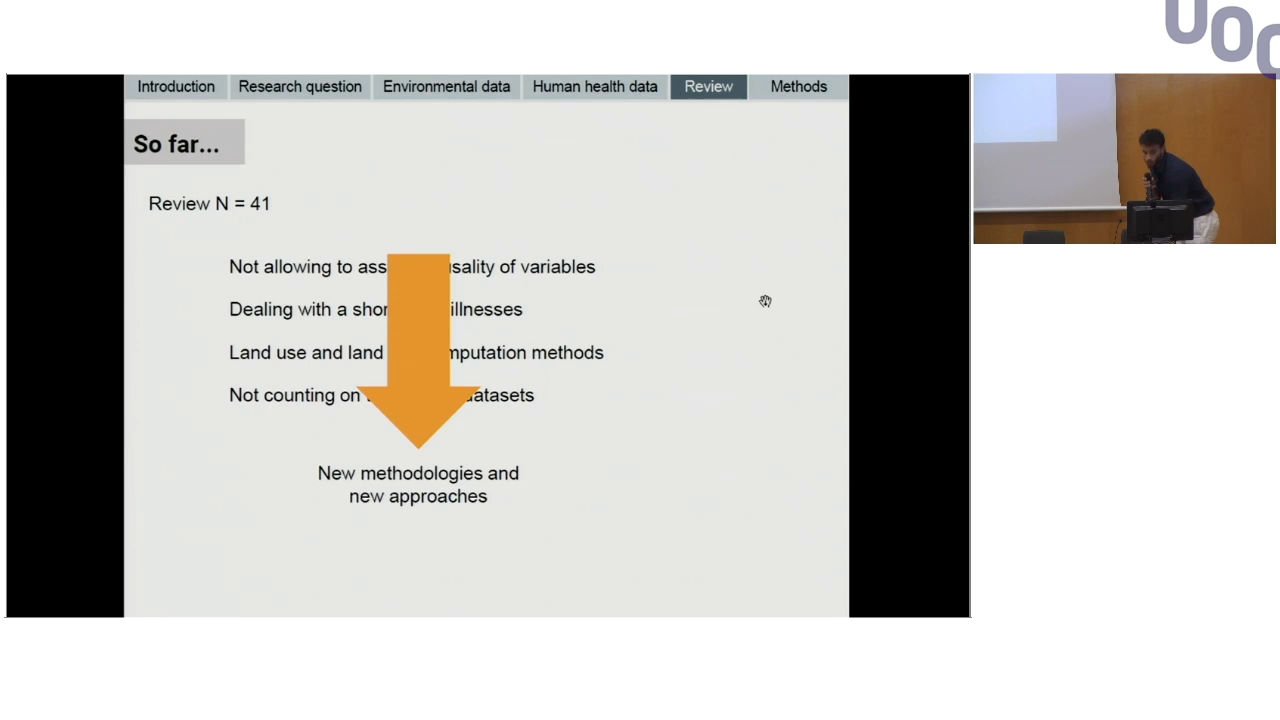 UOC
Introduction
Research question
Environmental data
Human health data
Review
Methods
So far...
Review N = 41
Not allowing to ass usality of variables
Dealing with a shor illnesses
Land use and land mputation methods
Not counting on datasets
New methodologies and
new approaches